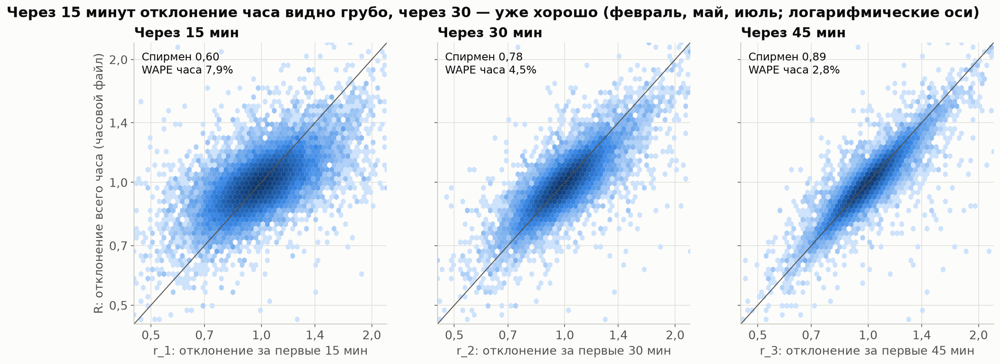 Через 15 минут отклонение часа видно грубо, через 30 — уже хорошо (февраль, май, июль; логарифмические оси)
Через 15 мин
Через 30 мин
Через 45 мин
Спирмен 0,60
WAPE часа 7,9%
Спирмен 0,78
WAPE часа 4,5%
Спирмен 0,89
WAPE часа 2,8%
R: отклонение всего часа (часовой файл)
2,0
1,4
1,0
0,7
0,5
0,5 0,7 1,0 1,4 2,0
0,5 0,7 1,0 1,4 2,0
0,5 0,7 1,0 1,4 2,0
r_1: отклонение за первые 15 мин
r_2: отклонение за первые 30 мин
r_3: отклонение за первые 45 мин